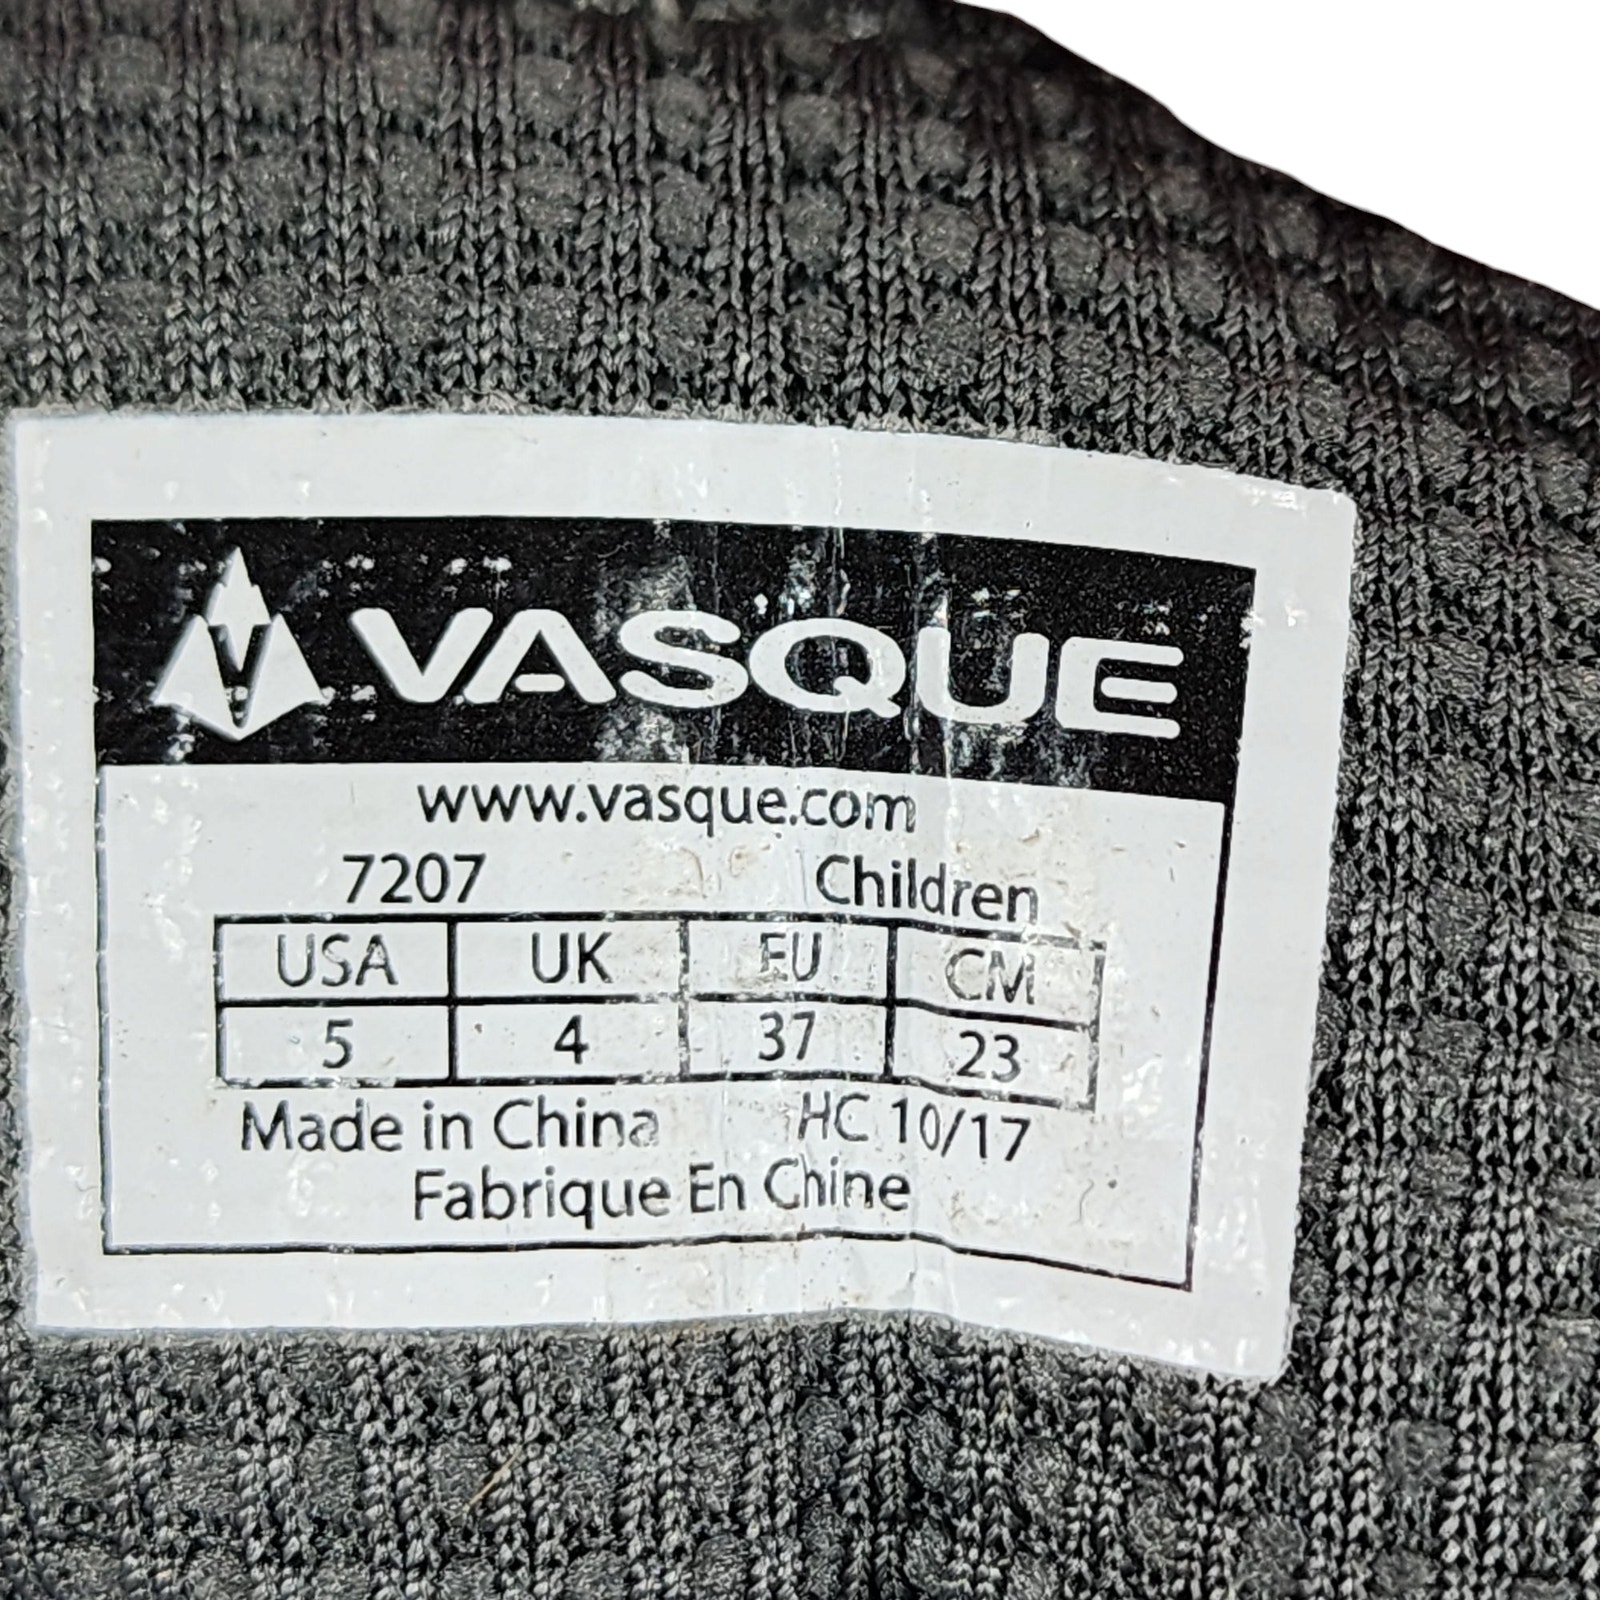 VASQUE
www.vasque.com
7207 Children
USA UK EU CM
5 4 37 23
Made in China HC 10/17
Fabrique En Chine